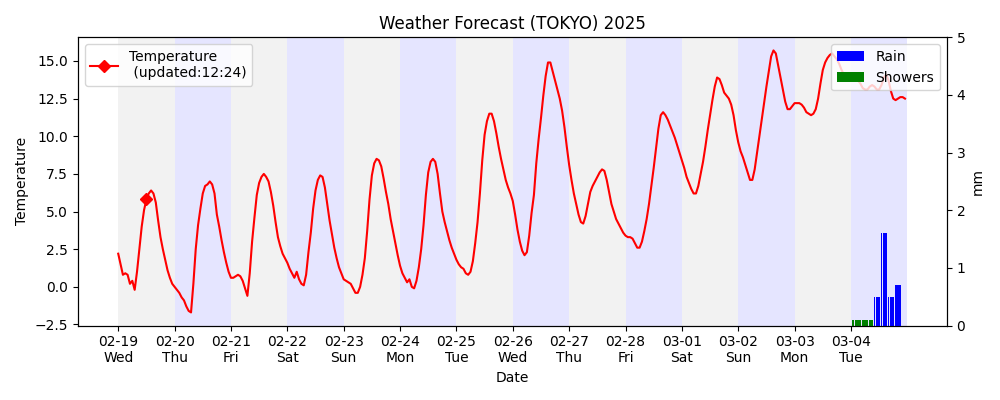 Weather Forecast (TOKYO) 2025
Temperature
(updated:12:24)
Rain
Showers
Temperature
15.0
12.5
10.0
7.5
5.0
2.5
0.0
−2.5
5
4
3
2
1
0
mm
02-19 02-20 02-21 02-22 02-23 02-24 02-25 02-26 02-27 02-28 03-01 03-02 03-03 03-04
Wed Thu Fri Sat Sun Mon Tue Wed Thu Fri Sat Sun Mon Tue
Date